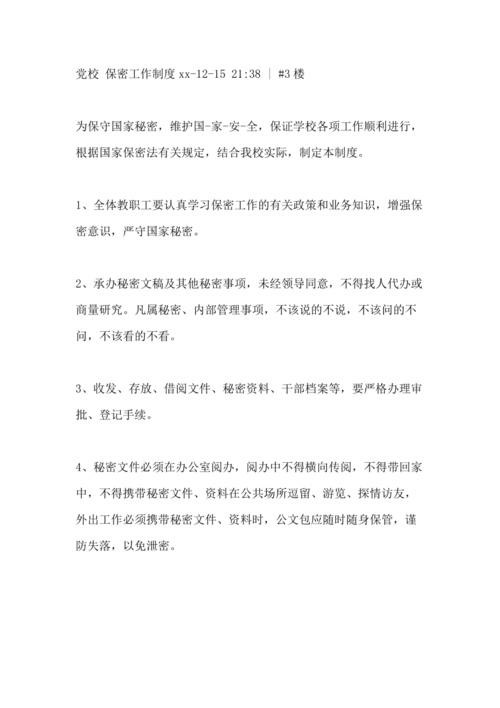 党校 保密工作制度 xx-12-15 21:38 | #3 楼
为保守国家秘密，维护国-家-安-全，保证学校各项工作顺利进行，
根据国家保密法有关规定，结合我校实际，制定本制度。
1、全体教职工要认真学习保密工作的有关政策和业务知识，增强保
密意识，严守国家秘密。
2、承办秘密文稿及其他秘密事项，未经领导同意，不得找人代办或
商量研究。凡属秘密、内部管理事项，不该说的不说，不该问的不
问，不该看的不看。
3、收发、存放、借阅文件、秘密资料、干部档案等，要严格办理审
批、登记手续。
4、秘密文件必须在办公室阅办，阅办中不得横向传阅，不得带回家
中，不得携带秘密文件、资料在公共场所逗留、游览、探情访友，
外出工作必须携带秘密文件、资料时，公文包应随时随身保管，谨
防失落，以免泄密。